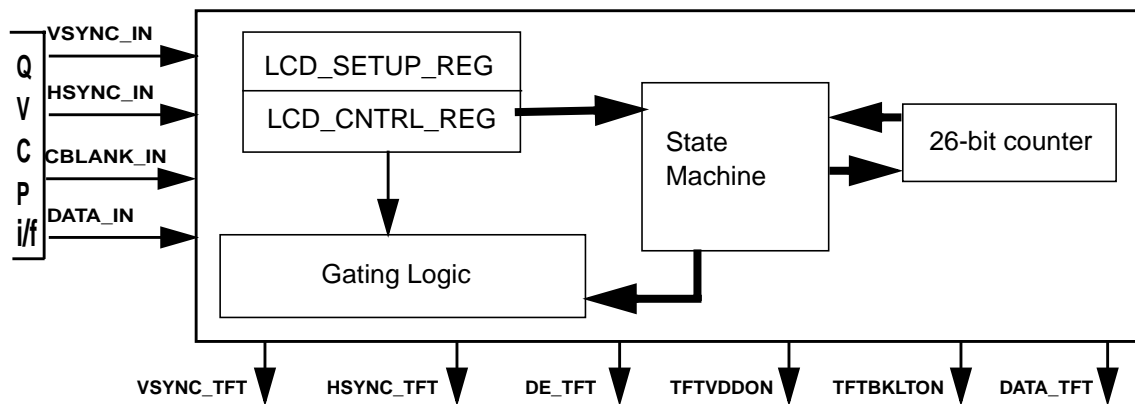 VSYNC_IN
HSYNC_IN
CBLANK_IN
DATA_IN
Q
V
C
P
i/f
LCD_SETUP_REG
LCD_CNTRL_REG
State
Machine
26-bit counter
Gating Logic
VSYNC_TFT
HSYNC_TFT
DE_TFT
TFTVDDON
TFTBKLTON
DATA_TFT